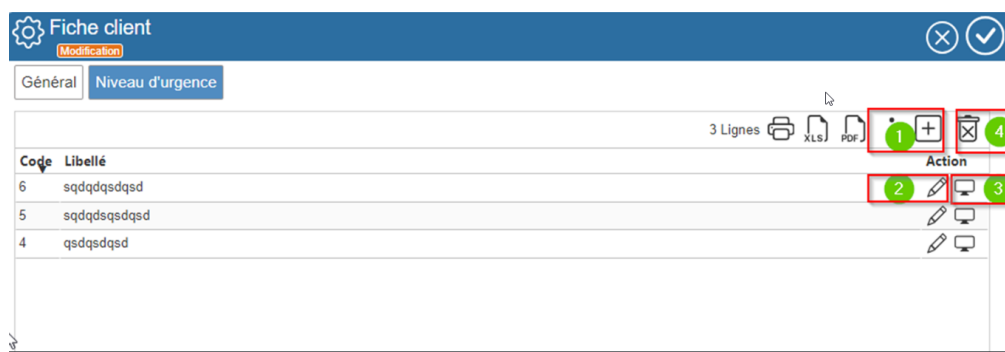 Fiche client
Modification
Général Niveau d'urgence
3 Lignes XLS PDF 1 4
Code Libellé Action
6 sqdqdqsdqsd 2 3
5 sqdqdsqsdqsd
4 qsdqsdqsd